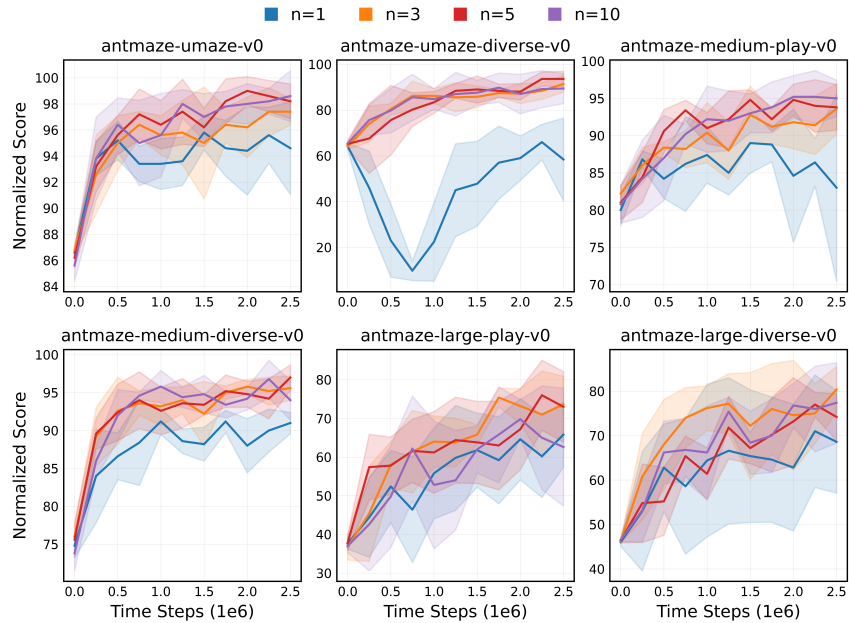 n=1 n=3 n=5 n=10
antmaze-umaze-v0 antmaze-umaze-diverse-v0 antmaze-medium-play-v0
Normalized Score
100
98
96
94
92
90
88
86
84
0.0 0.5 1.0 1.5 2.0 2.5
100
80
60
40
20
0.0 0.5 1.0 1.5 2.0 2.5
100
95
90
85
80
75
70
0.0 0.5 1.0 1.5 2.0 2.5
antmaze-medium-diverse-v0 antmaze-large-play-v0 antmaze-large-diverse-v0
Normalized Score
100
95
90
85
80
75
0.0 0.5 1.0 1.5 2.0 2.5
Time Steps (1e6)
80
70
60
50
40
30
0.0 0.5 1.0 1.5 2.0 2.5
Time Steps (1e6)
80
70
60
50
40
0.0 0.5 1.0 1.5 2.0 2.5
Time Steps (1e6)